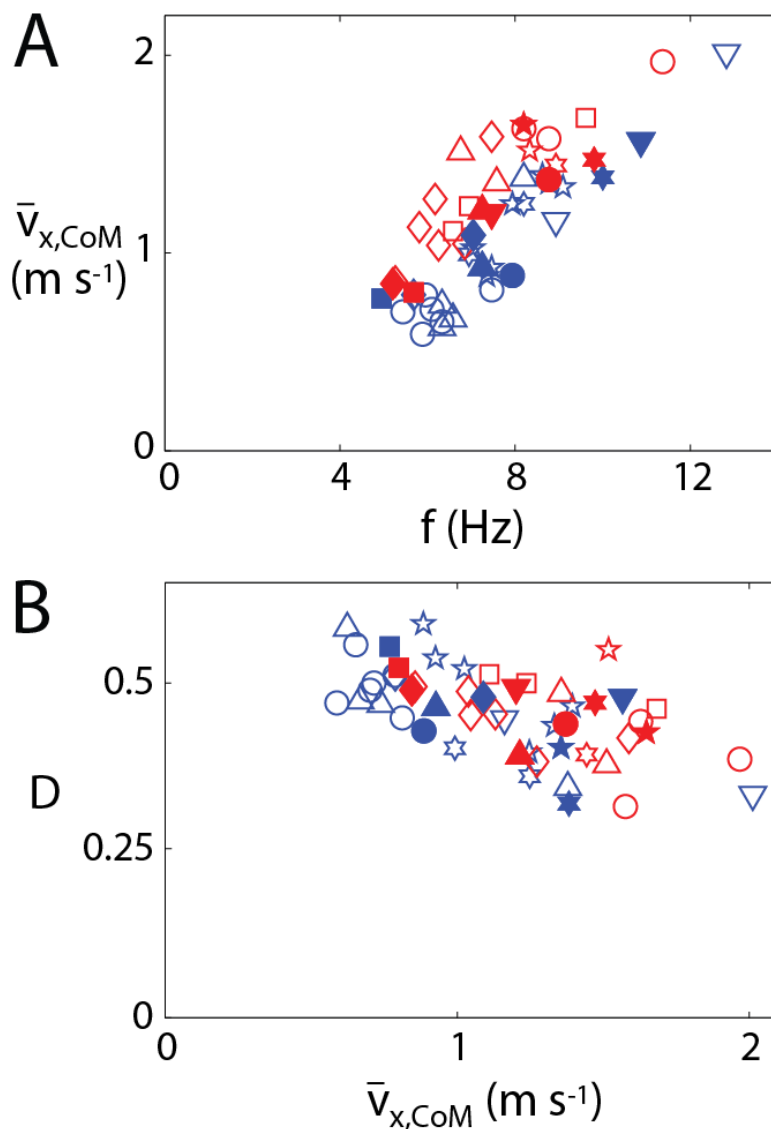 A
2
v̄x,CoM
(m s-1)
1
0
0 4 8 12
f (Hz)
B
0.5
D
0.25
0
0 1 2
v̄x,CoM (m s-1)